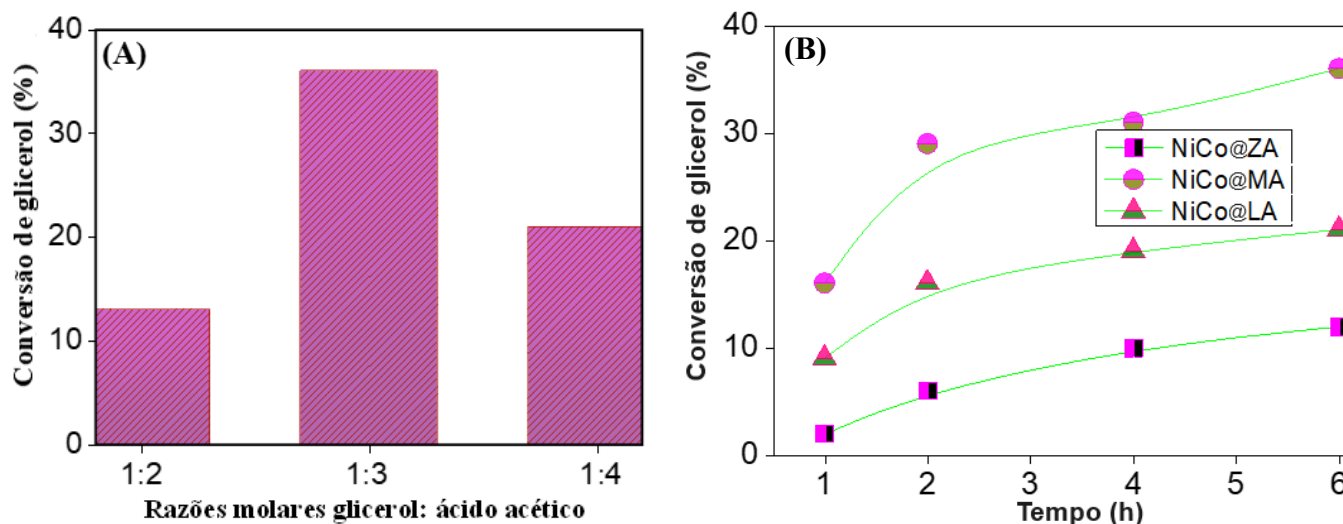 (A)
Conversão de glicerol (%)
40
30
20
10
0
1:2 1:3 1:4
Razões molares glicerol: ácido acético
(B)
Conversão de glicerol (%)
40
30
20
10
0
NiCo@ZA
NiCo@MA
NiCo@LA
1 2 3 4 5 6
Tempo (h)